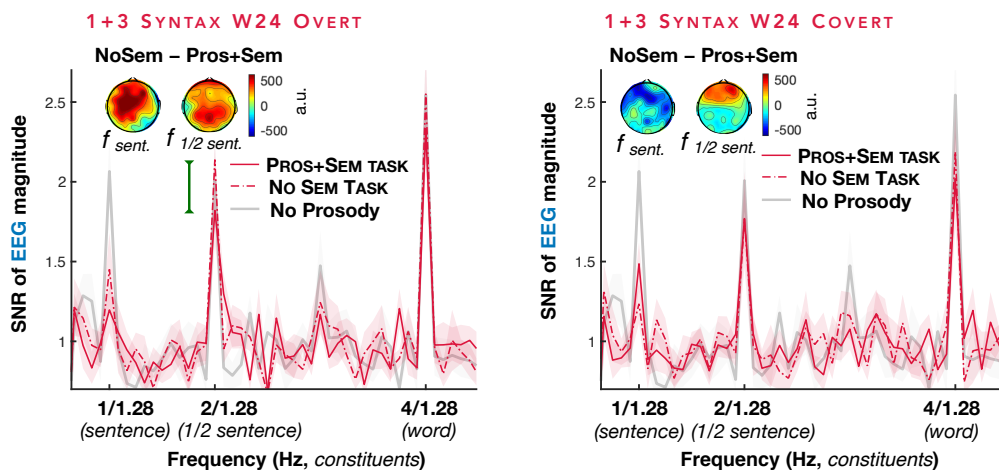 1+3 SYNTAX W24 OVERT
NoSem – Pros+Sem
500
0
-500
a.u.
f sent.
f 1/2 sent.
PROS+SEM TASK
NO SEM TASK
No Prosody
SNR of EEG magnitude
2.5
2
1.5
1
1/1.28
2/1.28
4/1.28
(sentence)
(1/2 sentence)
(word)
Frequency (Hz, constituents)
1+3 SYNTAX W24 COVERT
NoSem – Pros+Sem
500
0
-500
a.u.
f sent.
f 1/2 sent.
PROS+SEM TASK
NO SEM TASK
No Prosody
SNR of EEG magnitude
2.5
2
1.5
1
1/1.28
2/1.28
4/1.28
(sentence)
(1/2 sentence)
(word)
Frequency (Hz, constituents)